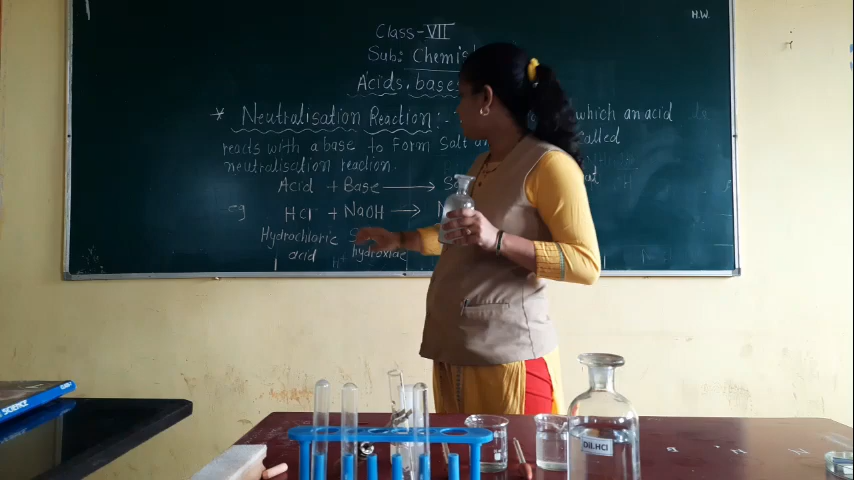 H.W.
Class-VII
Sub: Chemist
Acids, bases
* Neutralisation Reaction:- which an acid
reacts with a base to form salt called
neutralisation reaction.
Acid + Base ⟶
eg HCl + NaOH ⟶
Hydrochloric
acid hydroxide
H+
SCIENCE
Dil.HCl